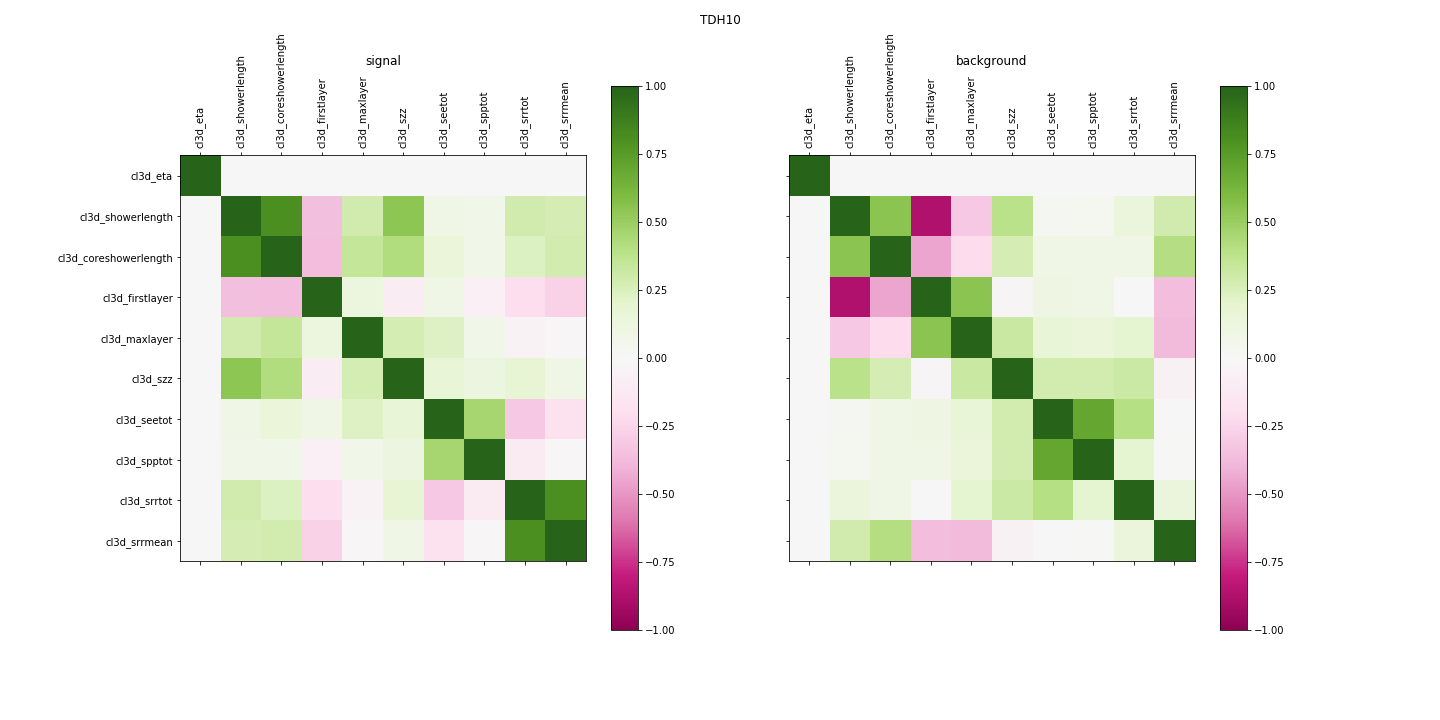 TDH10
signal
cl3d_eta
cl3d_showerlength
cl3d_coreshowerlength
cl3d_firstlayer
cl3d_maxlayer
cl3d_szz
cl3d_seetot
cl3d_spptot
cl3d_srrtot
cl3d_srrmean
cl3d_eta
cl3d_showerlength
cl3d_coreshowerlength
cl3d_firstlayer
cl3d_maxlayer
cl3d_szz
cl3d_seetot
cl3d_spptot
cl3d_srrtot
cl3d_srrmean
1.00
0.75
0.50
0.25
0.00
−0.25
−0.50
−0.75
−1.00
background
cl3d_eta
cl3d_showerlength
cl3d_coreshowerlength
cl3d_firstlayer
cl3d_maxlayer
cl3d_szz
cl3d_seetot
cl3d_spptot
cl3d_srrtot
cl3d_srrmean
1.00
0.75
0.50
0.25
0.00
−0.25
−0.50
−0.75
−1.00